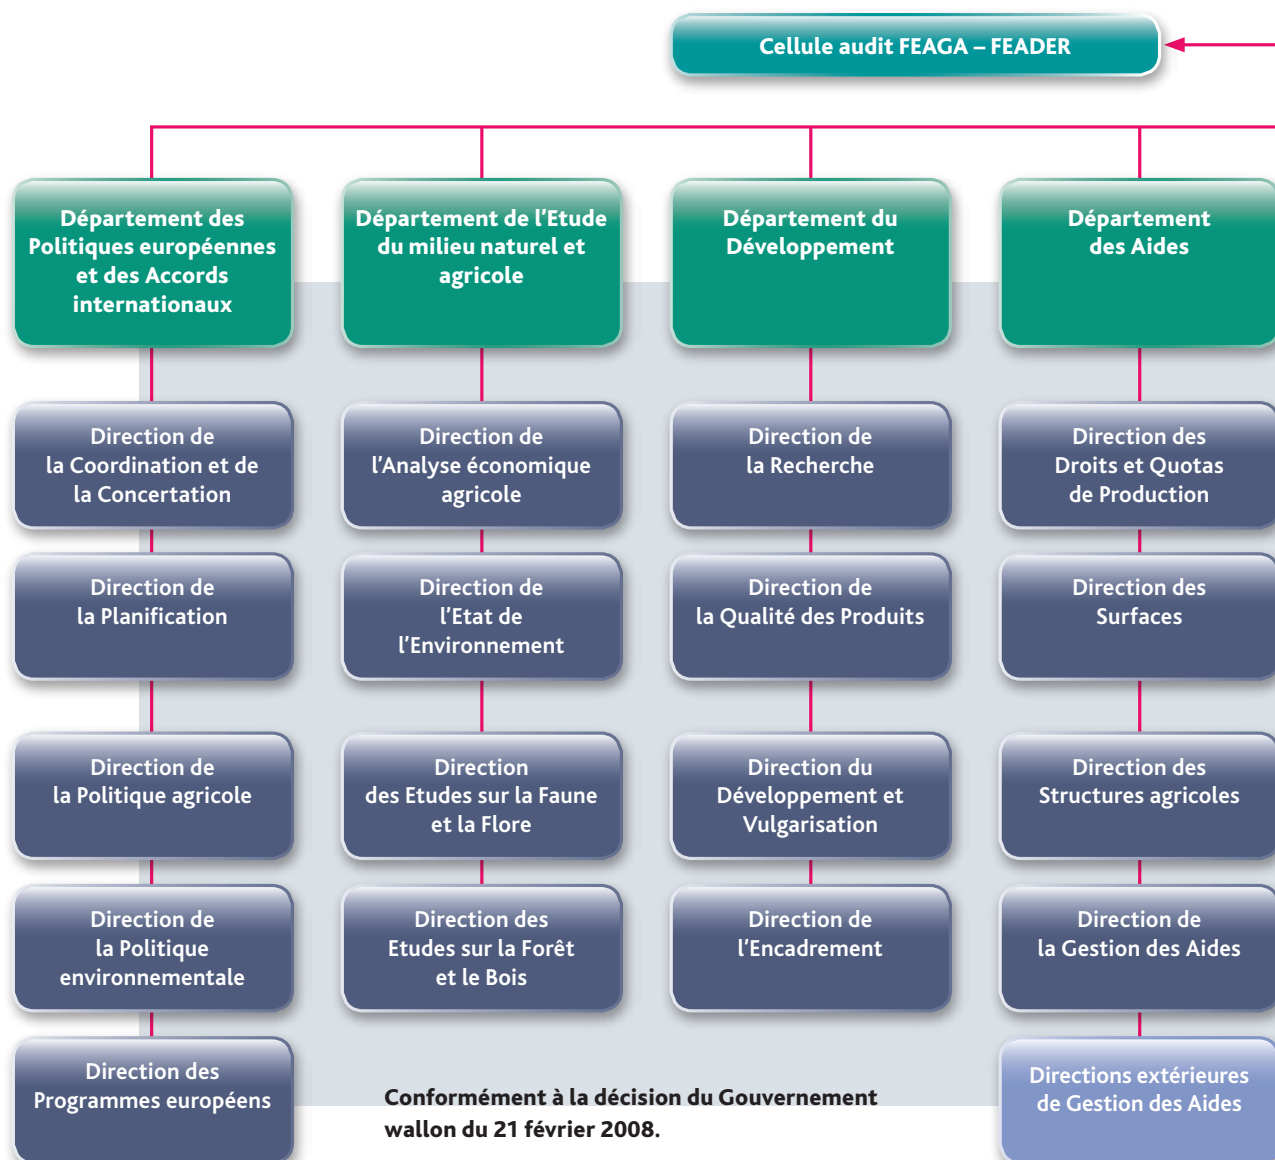 Cellule audit FEAGA – FEADER
Département des
Politiques européennes
et des Accords
internationaux
Département de l'Etude
du milieu naturel et
agricole
Département du
Développement
Département
des Aides
Direction de
la Coordination et de
la Concertation
Direction de
l'Analyse économique
agricole
Direction de
la Recherche
Direction des
Droits et Quotas
de Production
Direction de
la Planification
Direction de
l'Etat de
l'Environnement
Direction de
la Qualité des Produits
Direction des
Surfaces
Direction de
la Politique agricole
Direction
des Etudes sur la Faune
et la Flore
Direction du
Développement et
Vulgarisation
Direction des
Structures agricoles
Direction de
la Politique
environnementale
Direction des
Etudes sur la Forêt
et le Bois
Direction de
l'Encadrement
Direction de
la Gestion des Aides
Direction des
Programmes européens
Conformément à la décision du Gouvernement
wallon du 21 février 2008.
Directions extérieures
de Gestion des Aides